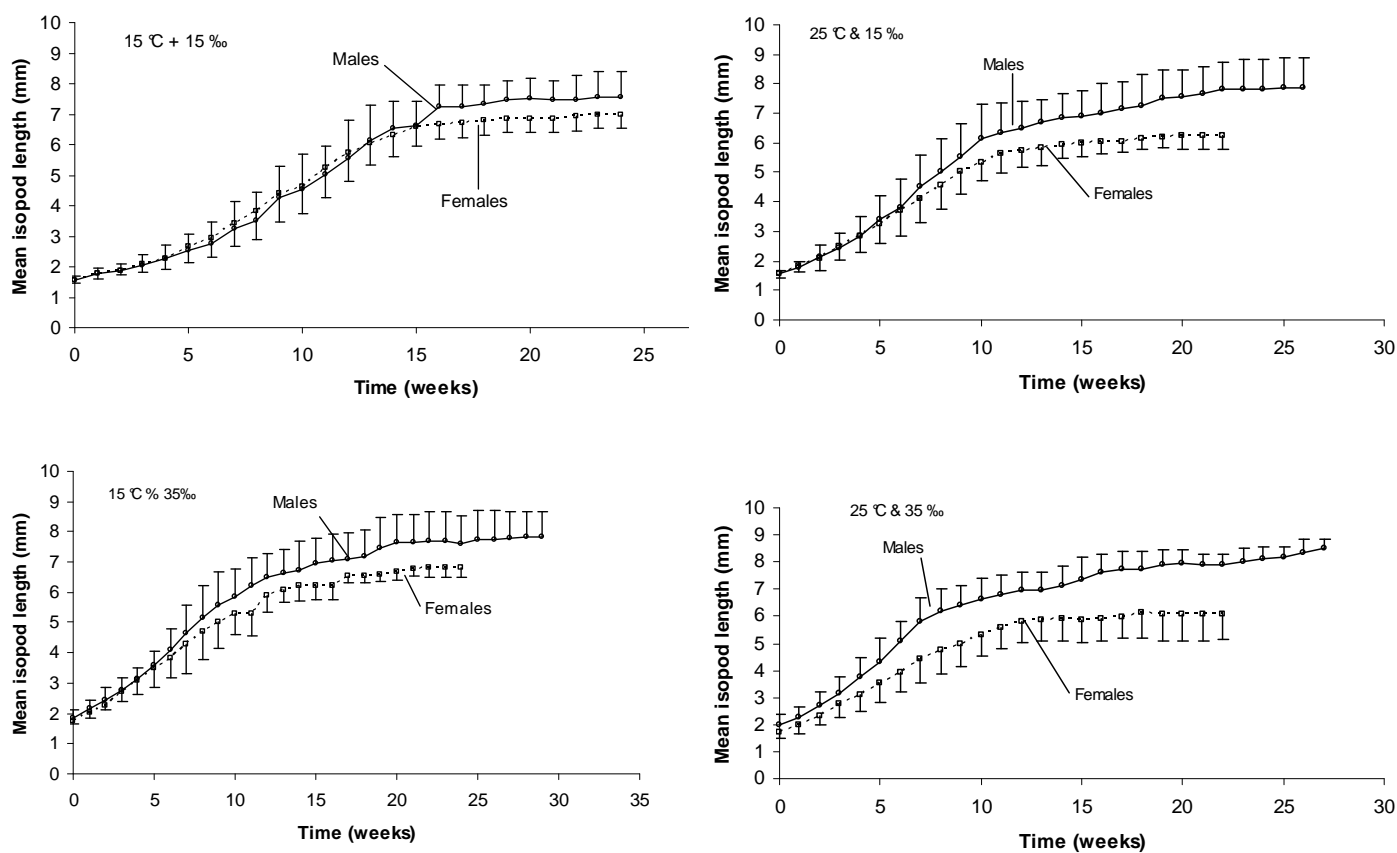 15 °C + 15 ‰
Mean isopod length (mm)
10
9
8
7
6
5
4
3
2
1
0
Males
Females
0 5 10 15 20 25
Time (weeks)
25 °C & 15 ‰
Mean isopod length (mm)
10
9
8
7
6
5
4
3
2
1
0
Males
Females
0 5 10 15 20 25 30
Time (weeks)
15 °C % 35‰
Mean isopod length (mm)
10
9
8
7
6
5
4
3
2
1
0
Males
Females
0 5 10 15 20 25 30 35
Time (weeks)
25 °C & 35 ‰
Mean isopod length (mm)
10
9
8
7
6
5
4
3
2
1
0
Males
Females
0 5 10 15 20 25 30
Time (weeks)